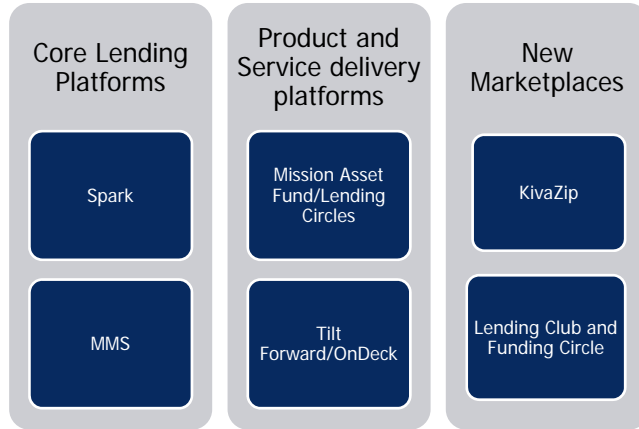 Core Lending
Platforms
Spark
MMS
Product and
Service delivery
platforms
Mission Asset
Fund/Lending
Circles
Tilt
Forward/OnDeck
New
Marketplaces
KivaZip
Lending Club and
Funding Circle